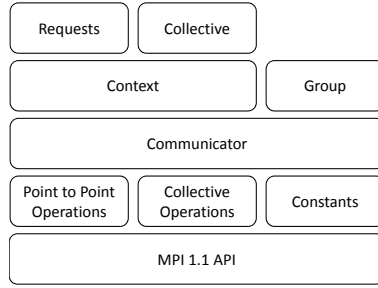 Requests
Collective
Context
Group
Communicator
Point to Point
Operations
Collective
Operations
Constants
MPI 1.1 API